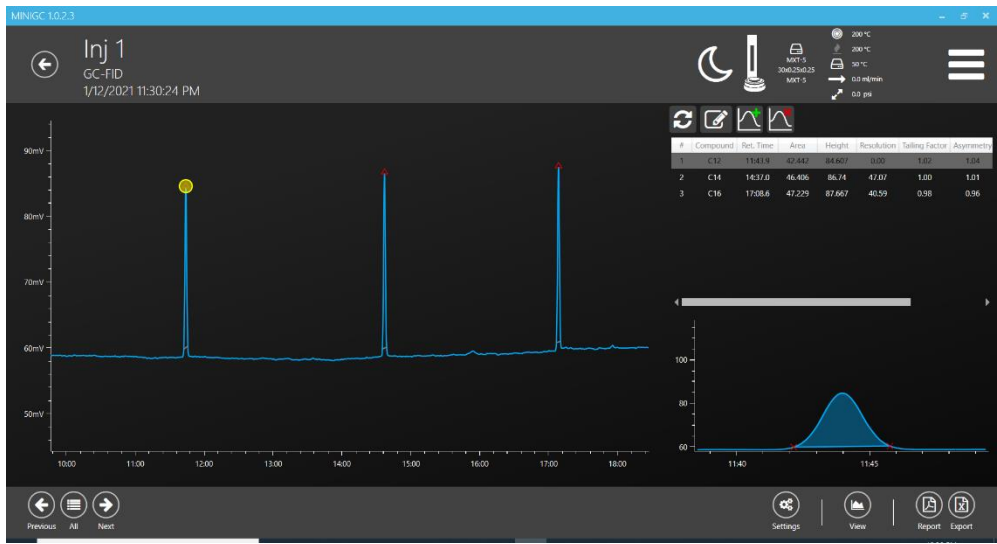 MINIGC 1.0.2.3
Inj 1
GC-FID
1/12/2021 11:30:24 PM
MXT-5
30x0.25x0.25
MXT-5
200 °C
200 °C
50 °C
0.0 ml/min
0.0 psi
# Compound Ret. Time Area Height Resolution Tailing Factor Asymmetry
1 C12 11:43.9 42.442 84.607 0.00 1.02 1.04
2 C14 14:37.0 46.406 86.74 47.07 1.00 1.01
3 C16 17:08.6 47.229 87.667 40.59 0.98 0.96
90mV
80mV
70mV
60mV
50mV
10:00 11:00 12:00 13:00 14:00 15:00 16:00 17:00 18:00
100
80
60
11:40 11:45
Previous All Next
Settings View Report Export